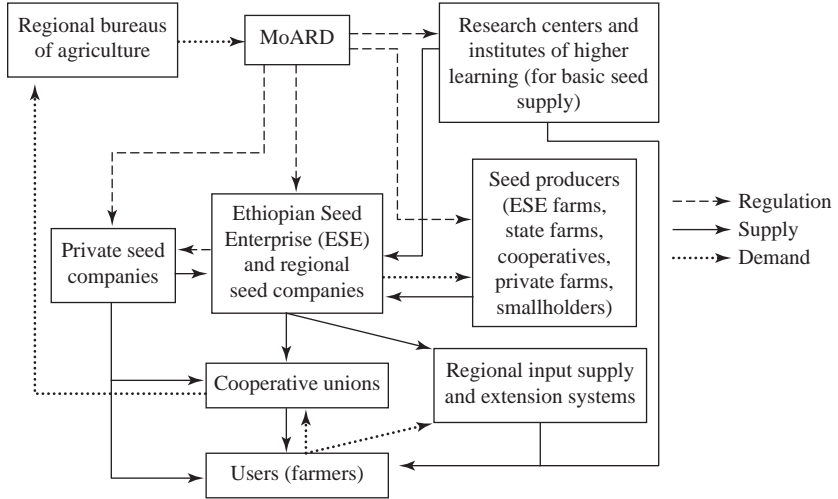 Regional bureaus
of agriculture
MoARD
Research centers and
institutes of higher
learning (for basic seed
supply)
Private seed
companies
Ethiopian Seed
Enterprise (ESE)
and regional
seed companies
Seed producers
(ESE farms,
state farms,
cooperatives,
private farms,
smallholders)
Regulation
Supply
Demand
Cooperative unions
Regional input supply
and extension systems
Users (farmers)